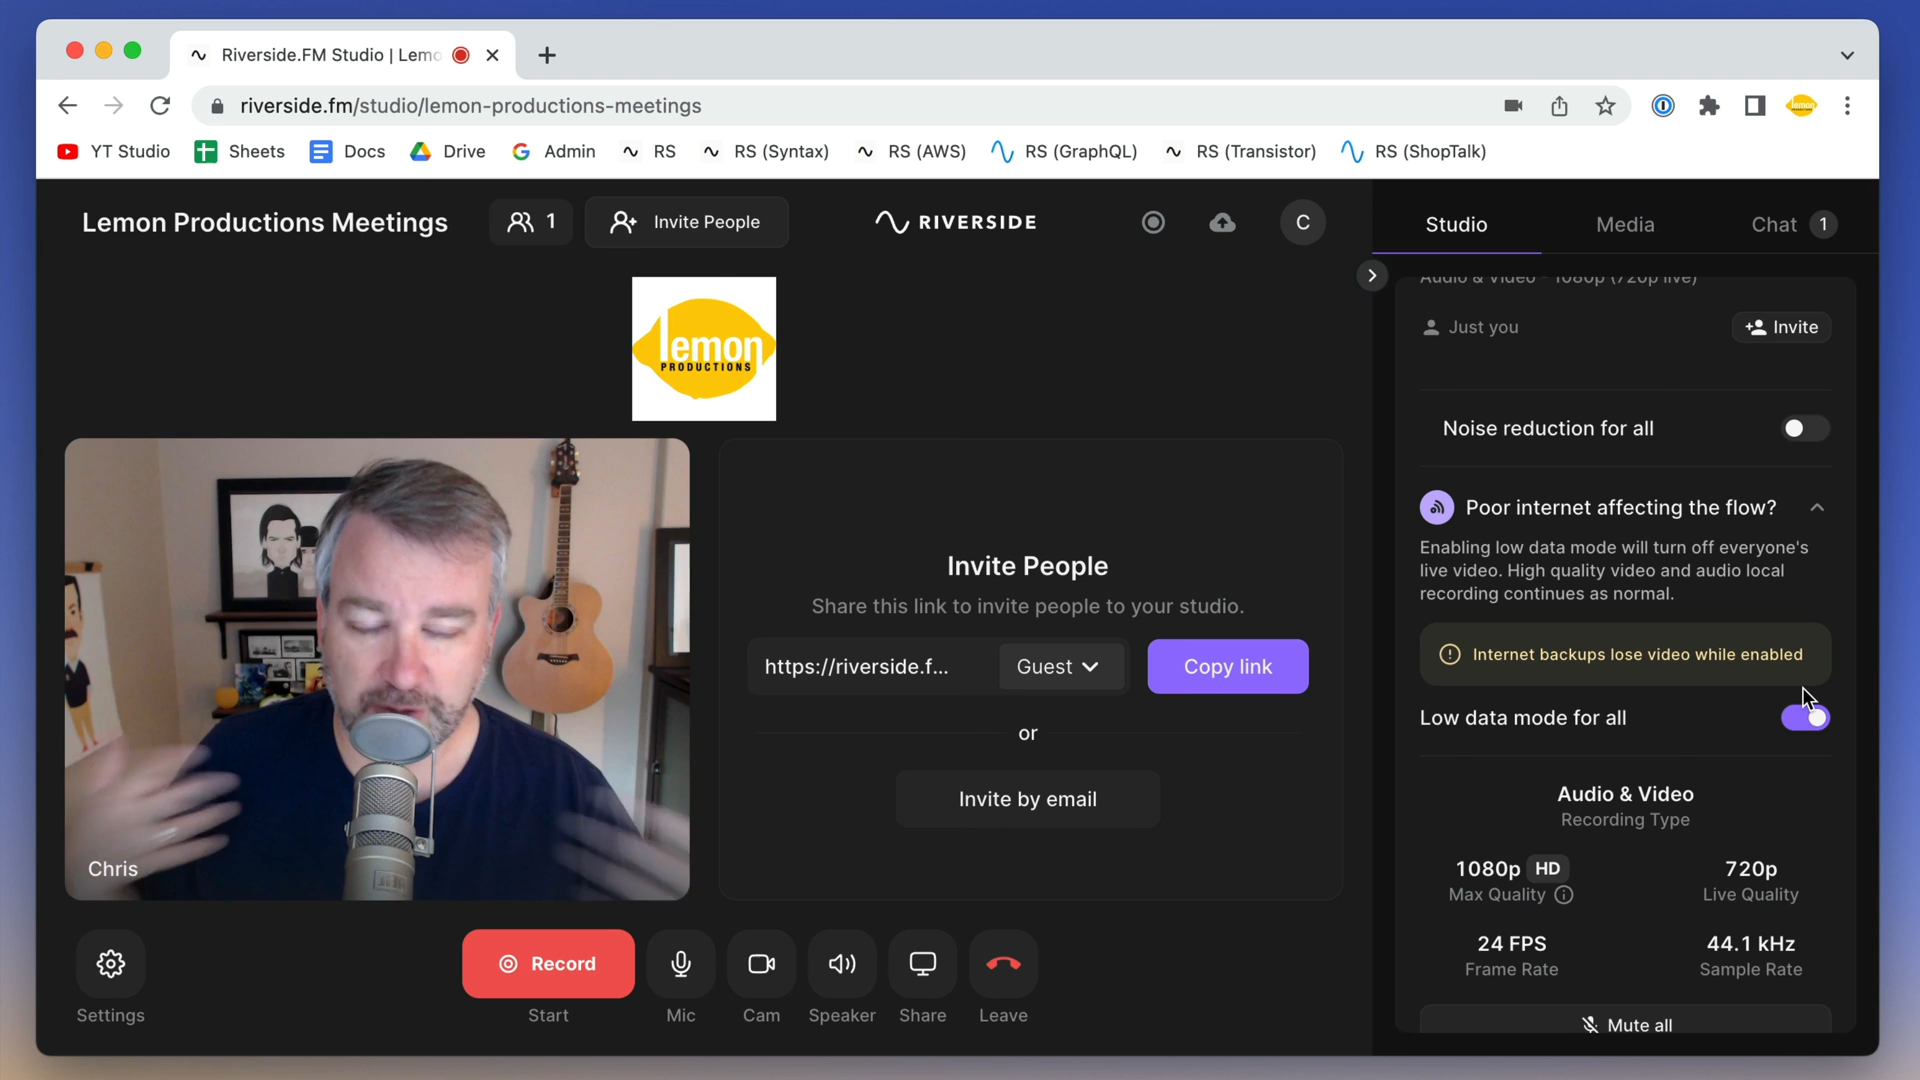 Riverside.FM Studio | Lemo
riverside.fm/studio/lemon-productions-meetings
YT Studio Sheets Docs Drive Admin RS RS (Syntax) RS (AWS) RS (GraphQL) RS (Transistor) RS (ShopTalk)
Lemon Productions Meetings
1
Invite People
RIVERSIDE
C
Studio
Media
Chat
1
Audio & Video - 1080p (720p live)
Just you
Invite
lemon
PRODUCTIONS
Noise reduction for all
Poor internet affecting the flow?
Enabling low data mode will turn off everyone's
live video. High quality video and audio local
recording continues as normal.
Internet backups lose video while enabled
Low data mode for all
Invite People
Share this link to invite people to your studio.
https://riverside.f...
Guest
Copy link
or
Invite by email
Chris
Audio & Video
Recording Type
1080p HD
Max Quality
720p
Live Quality
24 FPS
Frame Rate
44.1 kHz
Sample Rate
Mute all
Record
Settings
Start
Mic
Cam
Speaker
Share
Leave